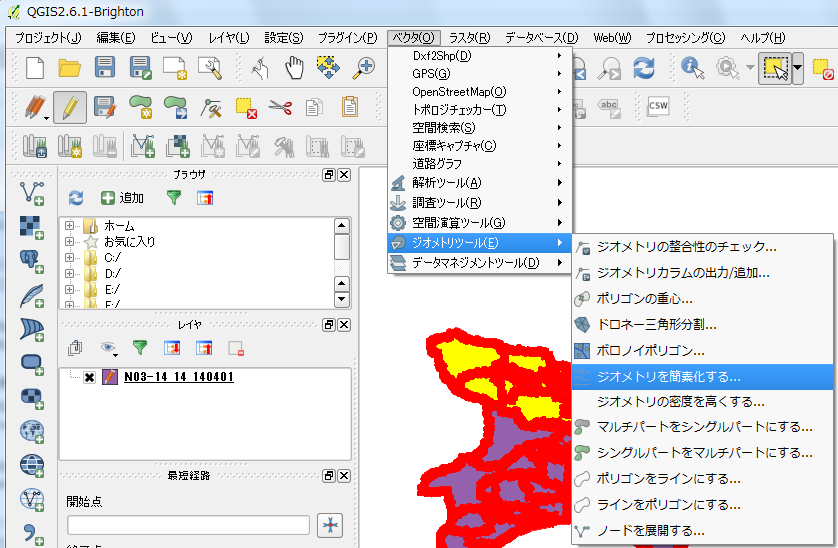 QGIS2.6.1-Brighton
プロジェクト(J) 編集(E) ビュー(V) レイヤ(L) 設定(S) プラグイン(P) ベクタ(O) ラスタ(R) データベース(D) Web(W) プロセッシング(C) ヘルプ(H)
Dxf2Shp(D)
GPS(G)
OpenStreetMap(O)
トポロジチェッカー(T)
空間検索(S)
座標キャプチャ(C)
道路グラフ
解析ツール(A)
調査ツール(R)
空間演算ツール(G)
ジオメトリツール(E)
データマネジメントツール(D)
ジオメトリの整合性のチェック...
ジオメトリカラムの出力/追加...
ポリゴンの重心...
ドロネー三角形分割...
ボロノイポリゴン...
ジオメトリを簡素化する...
ジオメトリの密度を高くする...
マルチパートをシングルパートにする...
シングルパートをマルチパートにする...
ポリゴンをラインにする...
ラインをポリゴンにする...
ノードを展開する...
abc
CSW
ブラウザ
追加
ホーム
お気に入り
C:/
D:/
E:/
F:/
レイヤ
N03-14_14_140401
最短経路
開始点